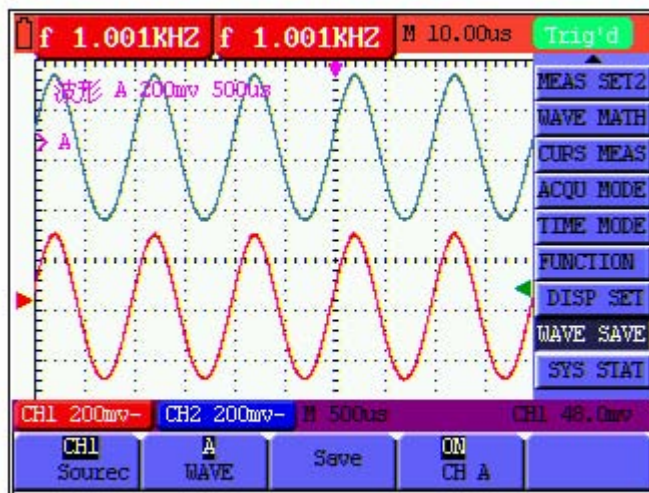 f 1.001KHZ f 1.001KHZ M 10.00us Trig'd
波形 A 200mv 500us
A
MEAS SET2
WAVE MATH
CURS MEAS
ACQU MODE
TIME MODE
FUNCTION
DISP SET
WAVE SAVE
SYS STAT
CH1 200mv- CH2 200mv- M 500us CH1 48.0mv
CH1 A Save ON
Sourec WAVE CH A